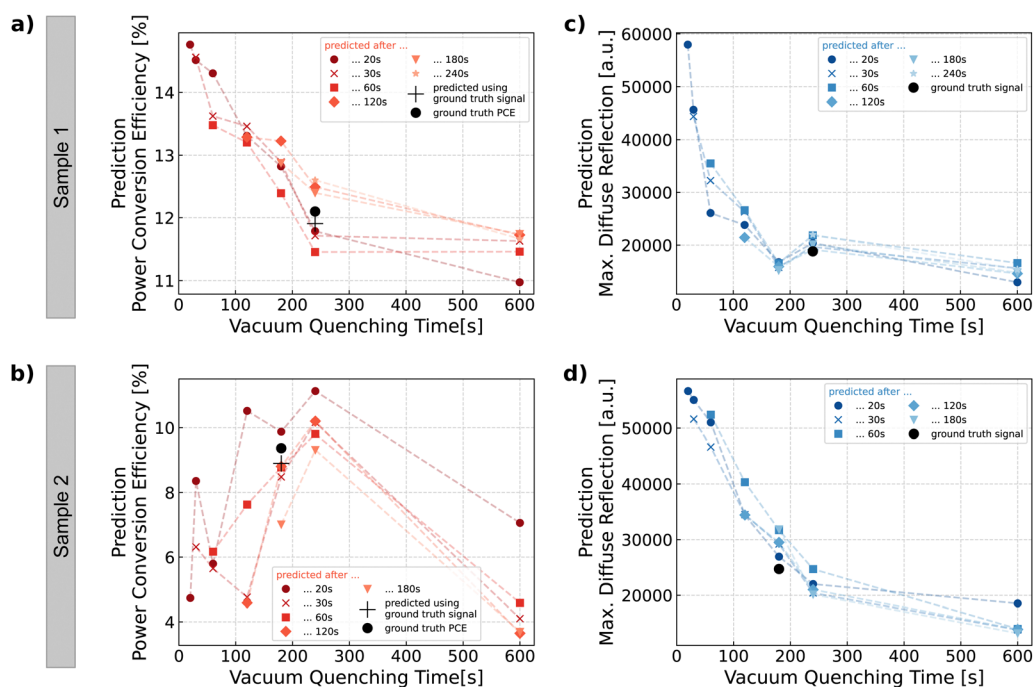 a)
Sample 1
Prediction
Power Conversion Efficiency [%]
14
13
12
11
predicted after ...
... 20s
... 30s
... 60s
... 120s
... 180s
... 240s
predicted using
ground truth signal
ground truth PCE
0 100 200 300 400 500 600
Vacuum Quenching Time[s]
c)
Prediction
Max. Diffuse Reflection [a.u.]
60000
50000
40000
30000
20000
predicted after ...
... 20s
... 30s
... 60s
... 120s
... 180s
... 240s
ground truth signal
0 100 200 300 400 500 600
Vacuum Quenching Time [s]
b)
Sample 2
Prediction
Power Conversion Efficiency [%]
10
8
6
4
predicted after ...
... 20s
... 30s
... 60s
... 120s
... 180s
predicted using
ground truth signal
ground truth PCE
0 100 200 300 400 500 600
Vacuum Quenching Time [s]
d)
Prediction
Max. Diffuse Reflection [a.u.]
50000
40000
30000
20000
predicted after ...
... 20s
... 30s
... 60s
... 120s
... 180s
ground truth signal
0 100 200 300 400 500 600
Vacuum Quenching Time [s]